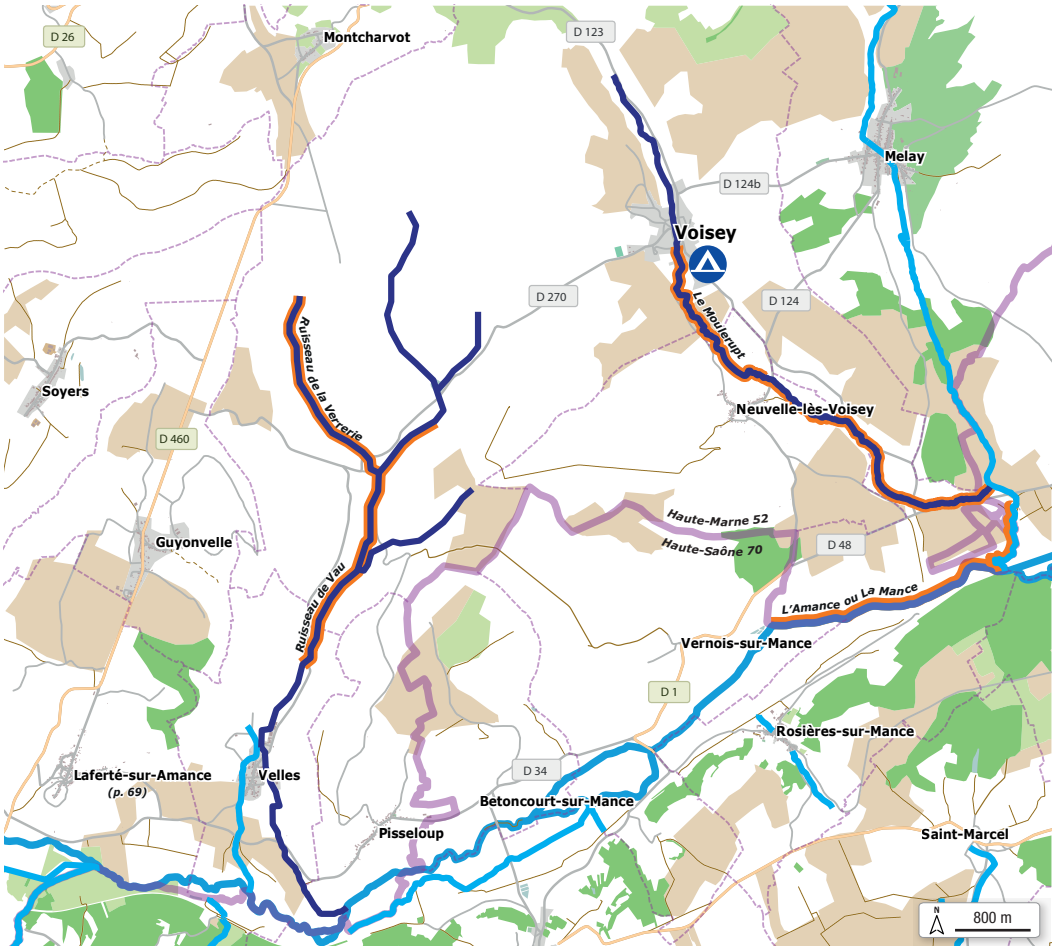 D 26
Montcharvot
D 123
Melay
D 124b
Voisey
D 270
D 124
Le Moulerupt
Ruisseau de la Verrerie
Soyers
Neuvelle-lès-Voisey
D 460
Haute-Marne 52
Guyonvelle
Haute-Saône 70
D 48
Ruisseau de Vau
L'Amance ou La Mance
Vernois-sur-Mance
D 1
Rosières-sur-Mance
Laferté-sur-Amance
(p. 69)
Velles
D 34
Betoncourt-sur-Mance
Pisseloup
Saint-Marcel
N
800 m